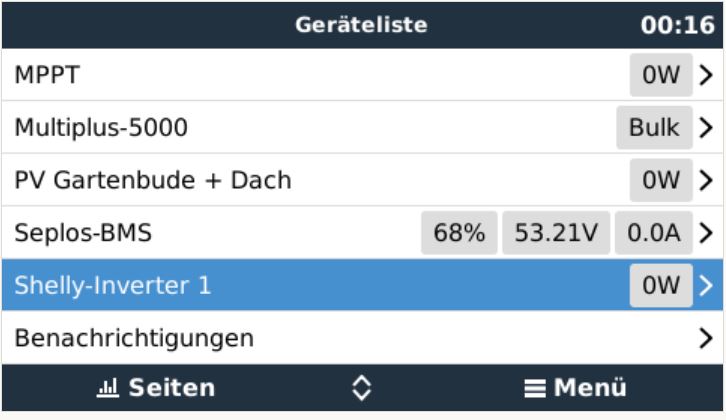 Geräteliste 00:16
MPPT 0W
Multiplus-5000 Bulk
PV Gartenbude + Dach 0W
Seplos-BMS 68% 53.21V 0.0A
Shelly-Inverter 1 0W
Benachrichtigungen
Seiten Menü